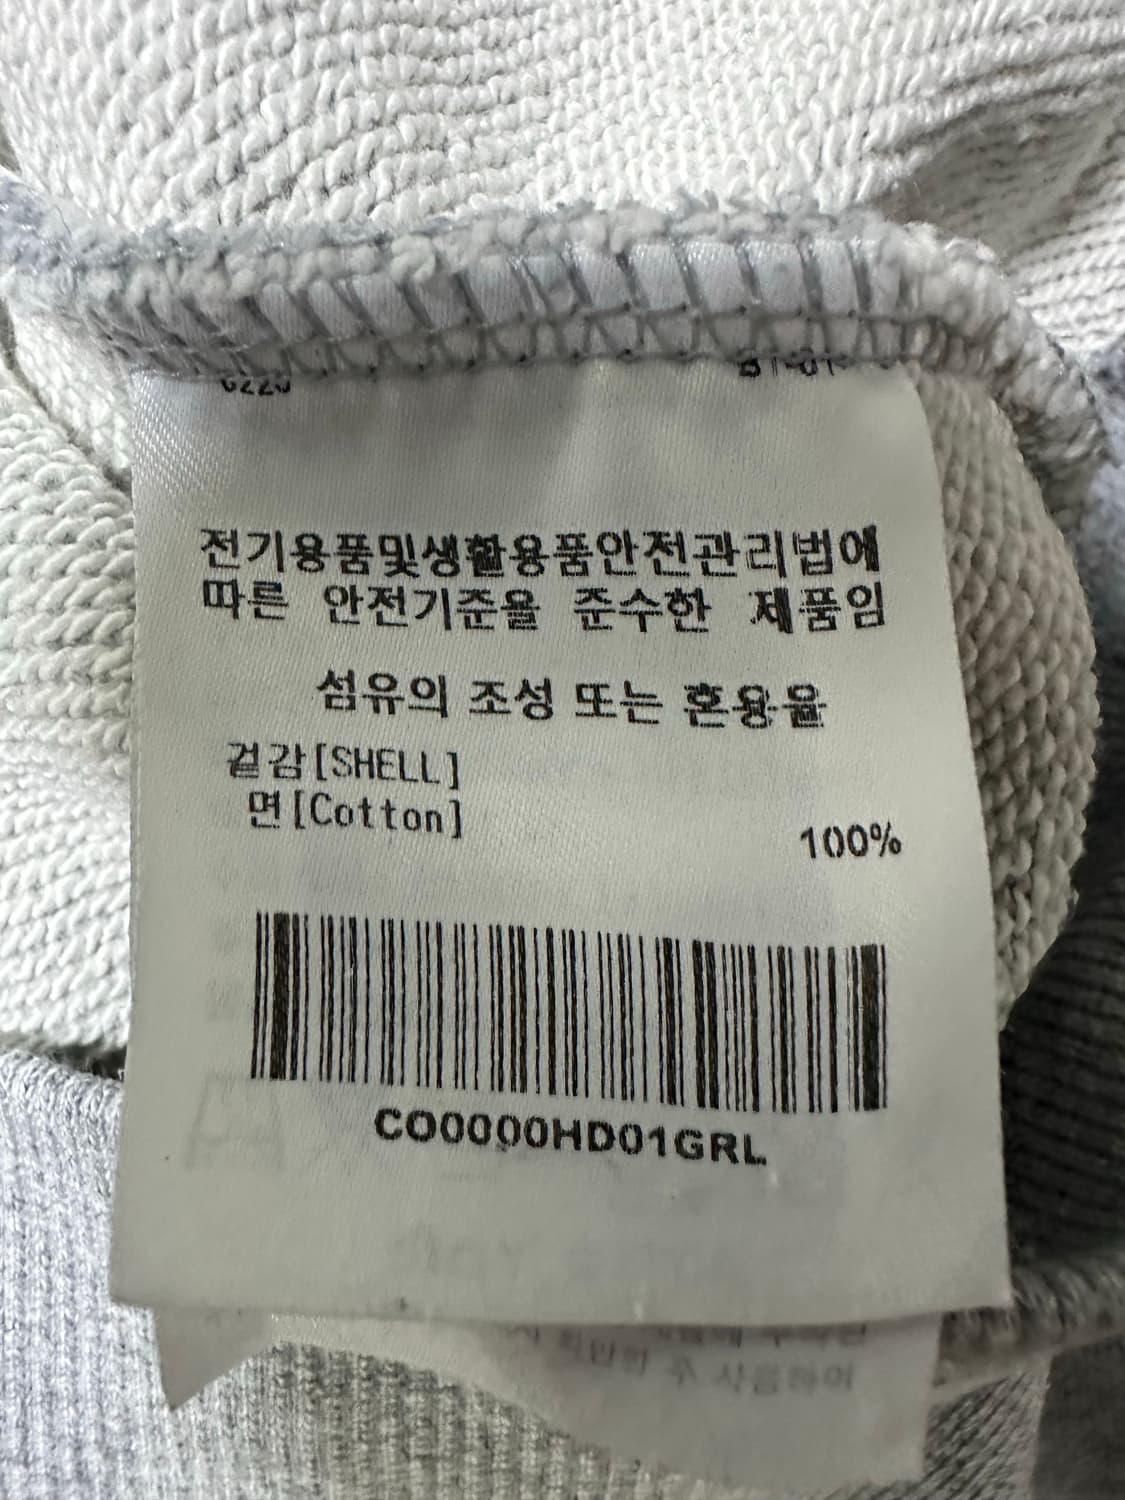 전기용품및생활용품안전관리법에
따른 안전기준을 준수한 제품임
섬유의 조성 또는 혼용율
겉감[SHELL]
면[Cotton]
100%
CO0000HD01GRL